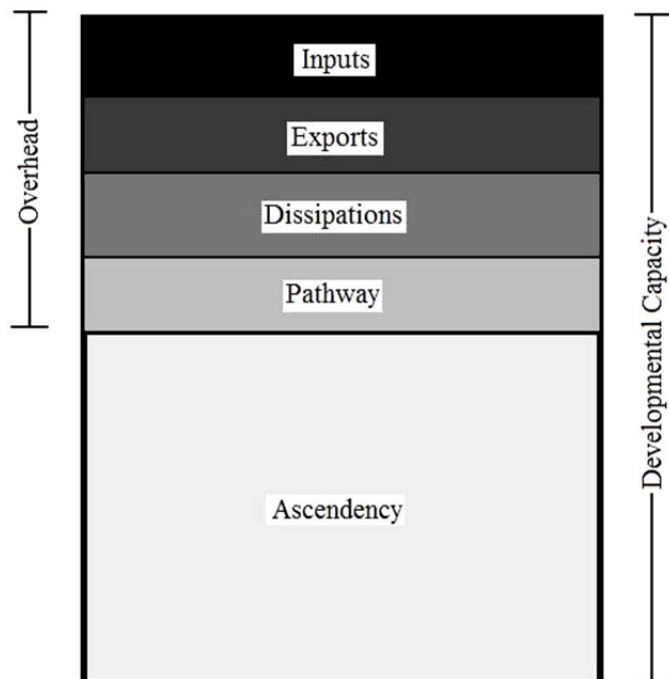 Inputs
Exports
Dissipations
Pathway
Ascendency
Overhead
Developmental Capacity